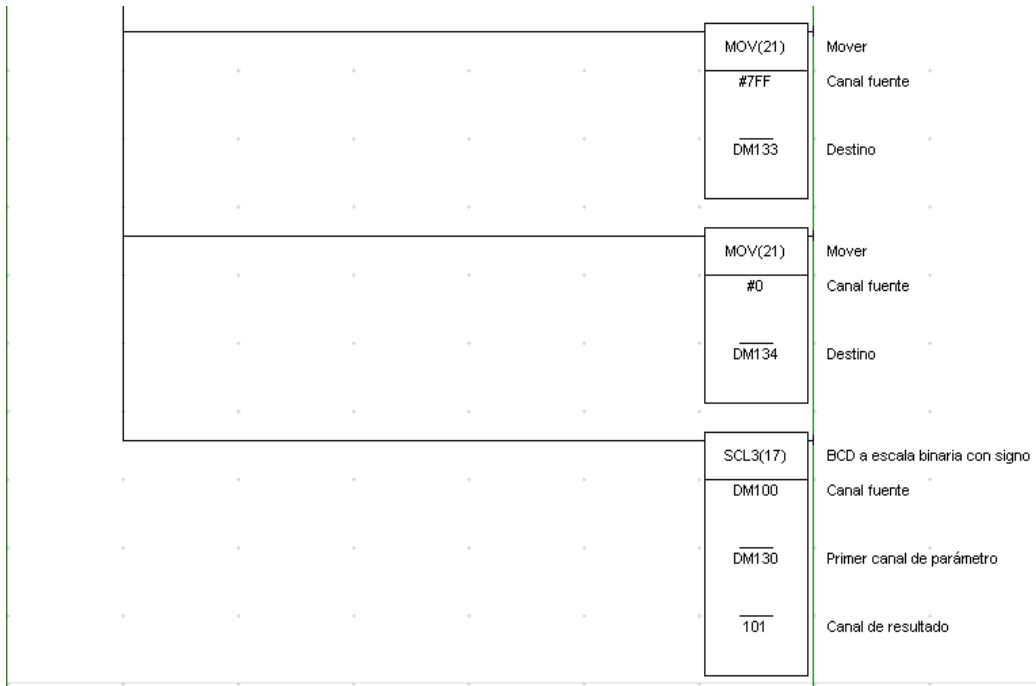 MOV(21) Mover
#7FF Canal fuente
DM133 Destino
MOV(21) Mover
#0 Canal fuente
DM134 Destino
SCL3(17) BCD a escala binaria con signo
DM100 Canal fuente
DM130 Primer canal de parámetro
101 Canal de resultado